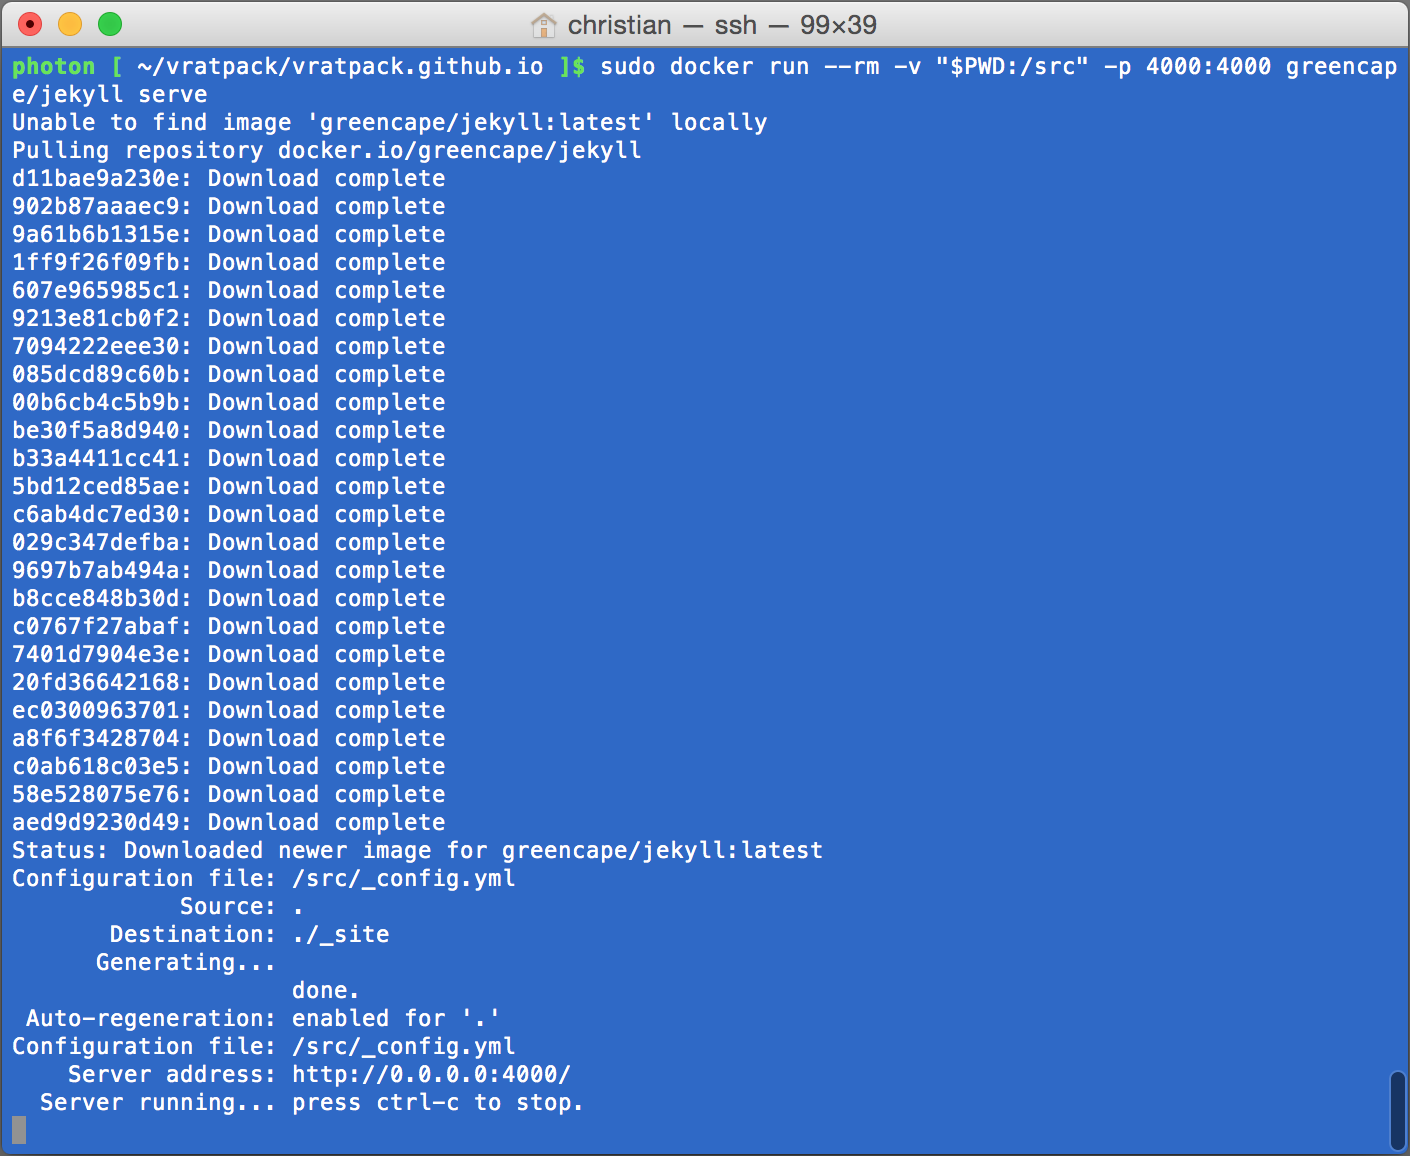 christian — ssh — 99×39
photon [ ~/vratpack/vratpack.github.io ]$ sudo docker run --rm -v "$PWD:/src" -p 4000:4000 greencap
e/jekyll serve
Unable to find image 'greencape/jekyll:latest' locally
Pulling repository docker.io/greencape/jekyll
d11bae9a230e: Download complete
902b87aaaec9: Download complete
9a61b6b1315e: Download complete
1ff9f26f09fb: Download complete
607e965985c1: Download complete
9213e81cb0f2: Download complete
7094222eee30: Download complete
085dcd89c60b: Download complete
00b6cb4c5b9b: Download complete
be30f5a8d940: Download complete
b33a4411cc41: Download complete
5bd12ced85ae: Download complete
c6ab4dc7ed30: Download complete
029c347defba: Download complete
9697b7ab494a: Download complete
b8cce848b30d: Download complete
c0767f27abaf: Download complete
7401d7904e3e: Download complete
20fd36642168: Download complete
ec0300963701: Download complete
a8f6f3428704: Download complete
c0ab618c03e5: Download complete
58e528075e76: Download complete
aed9d9230d49: Download complete
Status: Downloaded newer image for greencape/jekyll:latest
Configuration file: /src/_config.yml
Source: .
Destination: ./_site
Generating...
done.
Auto-regeneration: enabled for '.'
Configuration file: /src/_config.yml
Server address: http://0.0.0.0:4000/
Server running... press ctrl-c to stop.